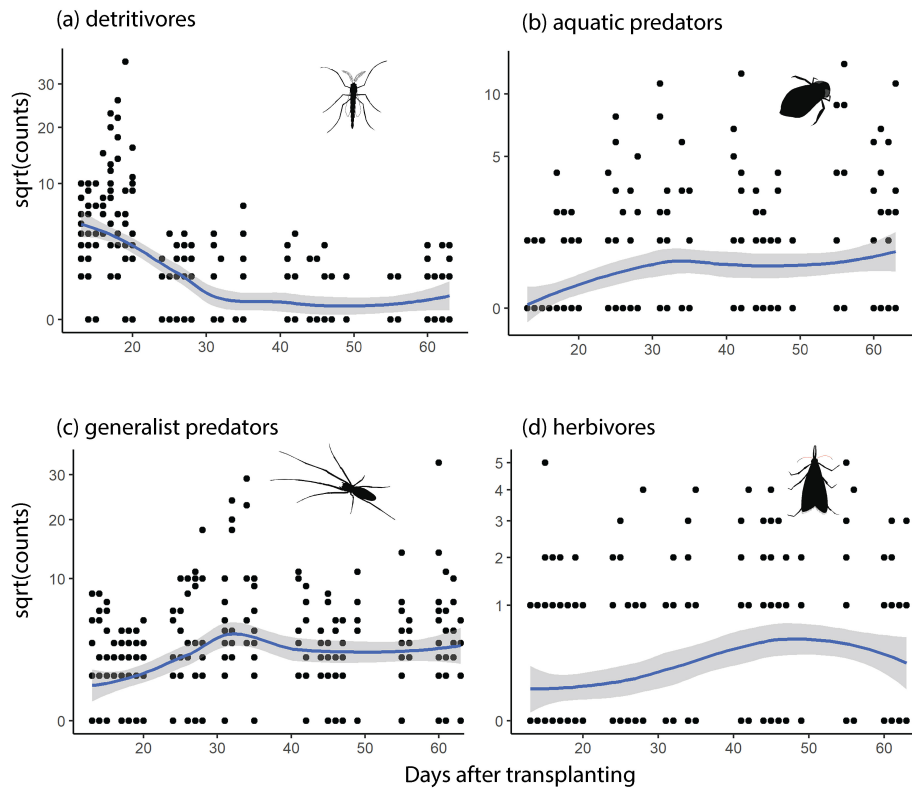 (a) detritivores
(b) aquatic predators
sqrt(counts)
30
20
10
0
10
5
0
20 30 40 50 60
20 30 40 50 60
(c) generalist predators
(d) herbivores
sqrt(counts)
30
20
10
0
5
4
3
2
1
0
20 30 40 50 60
20 30 40 50 60
Days after transplanting